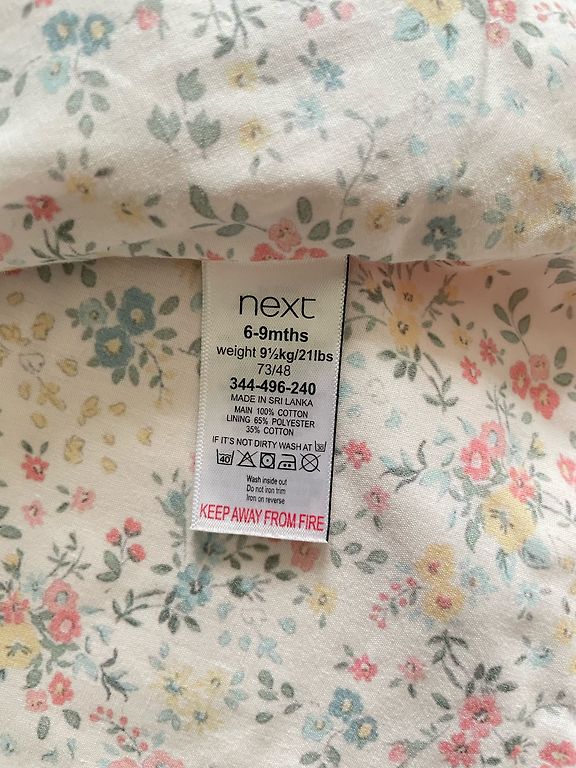 next
6-9mths
weight 9½kg/21lbs
73/48
344-496-240
MADE IN SRI LANKA
MAIN 100% COTTON
LINING 65% POLYESTER
35% COTTON
IF IT'S NOT DIRTY WASH AT 30
40
Wash inside out
Do not iron trim
Iron on reverse
KEEP AWAY FROM FIRE